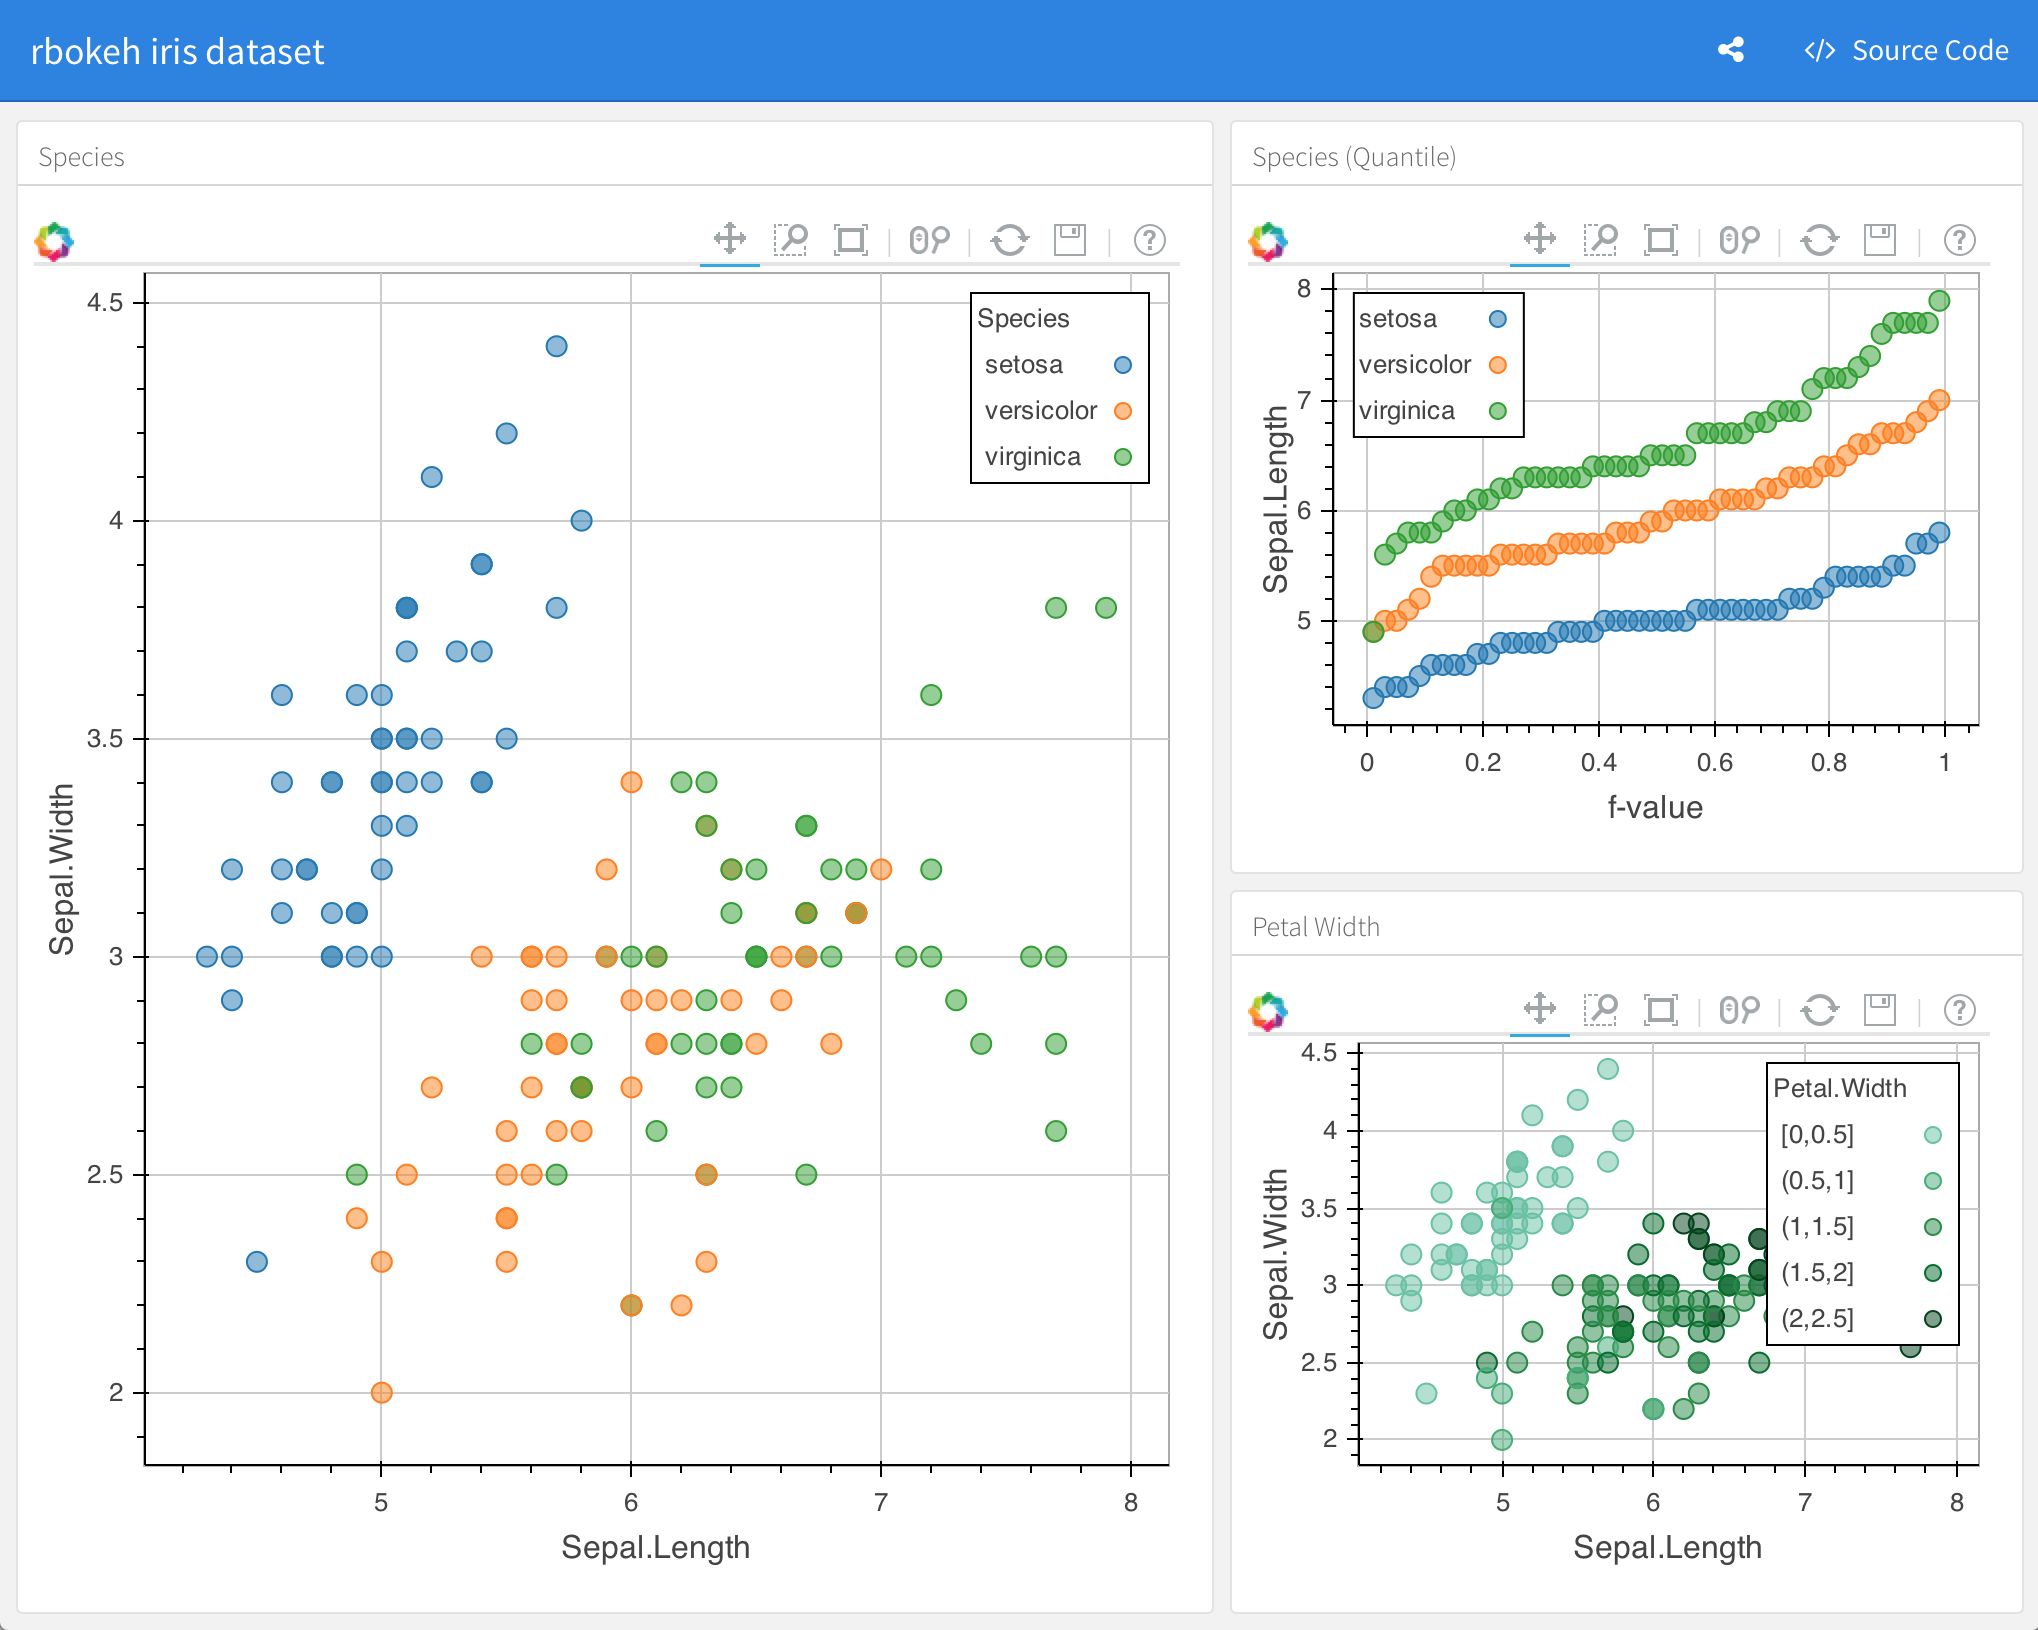 rbokeh iris dataset
</> Source Code
Species
4.5
4
3.5
3
2.5
2
Sepal.Width
Species
setosa
versicolor
virginica
5 6 7 8
Sepal.Length
Species (Quantile)
8
7
6
5
Sepal.Length
setosa
versicolor
virginica
0 0.2 0.4 0.6 0.8 1
f-value
Petal Width
4.5
4
3.5
3
2.5
2
Sepal.Width
Petal.Width
[0,0.5]
(0.5,1]
(1,1.5]
(1.5,2]
(2,2.5]
5 6 7 8
Sepal.Length